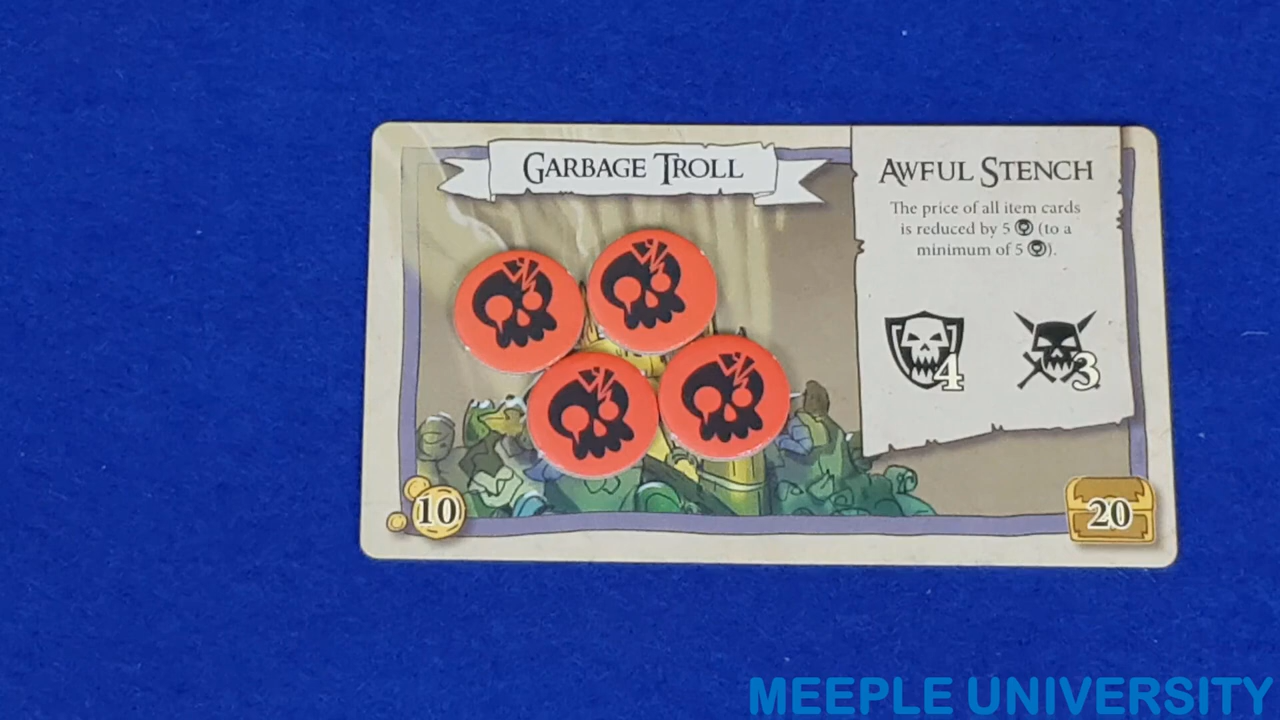 GARBAGE TROLL
AWFUL STENCH
The price of all item cards
is reduced by 5 (to a
minimum of 5 ).
4
3
10
20
MEEPLE UNIVERSITY